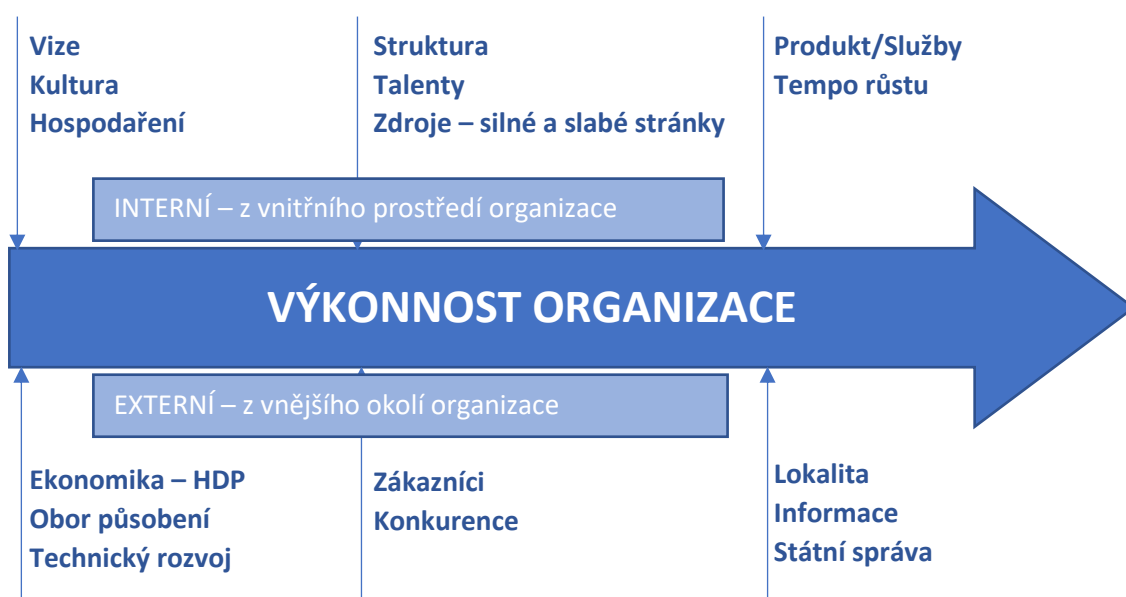 Vize
Kultura
Hospodaření
Struktura
Talenty
Zdroje – silné a slabé stránky
Produkt/Služby
Tempo růstu
INTERNÍ – z vnitřního prostředí organizace
VÝKONNOST ORGANIZACE
EXTERNÍ – z vnějšího okolí organizace
Ekonomika – HDP
Obor působení
Technický rozvoj
Zákazníci
Konkurence
Lokalita
Informace
Státní správa